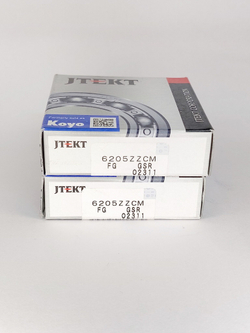 JTEKT
Koyo
JTEKT
6205ZZCM
FG GSR
02311
JTEKT
6205ZZCM
FG GSR
02311